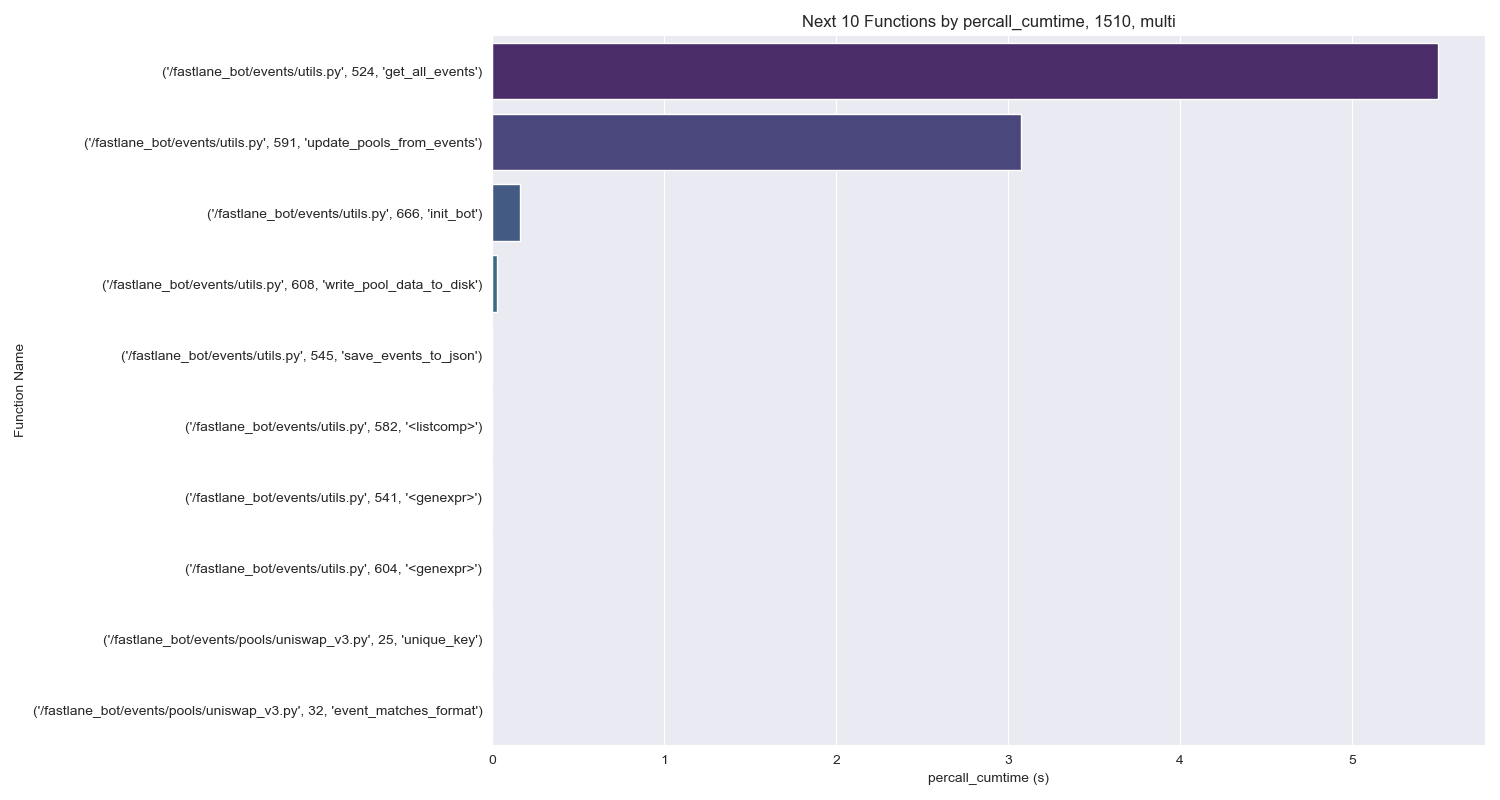 Next 10 Functions by percall_cumtime, 1510, multi
('/fastlane_bot/events/utils.py', 524, 'get_all_events')
('/fastlane_bot/events/utils.py', 591, 'update_pools_from_events')
('/fastlane_bot/events/utils.py', 666, 'init_bot')
('/fastlane_bot/events/utils.py', 608, 'write_pool_data_to_disk')
('/fastlane_bot/events/utils.py', 545, 'save_events_to_json')
('/fastlane_bot/events/utils.py', 582, '<listcomp>')
('/fastlane_bot/events/utils.py', 541, '<genexpr>')
('/fastlane_bot/events/utils.py', 604, '<genexpr>')
('/fastlane_bot/events/pools/uniswap_v3.py', 25, 'unique_key')
('/fastlane_bot/events/pools/uniswap_v3.py', 32, 'event_matches_format')
Function Name
0 1 2 3 4 5
percall_cumtime (s)